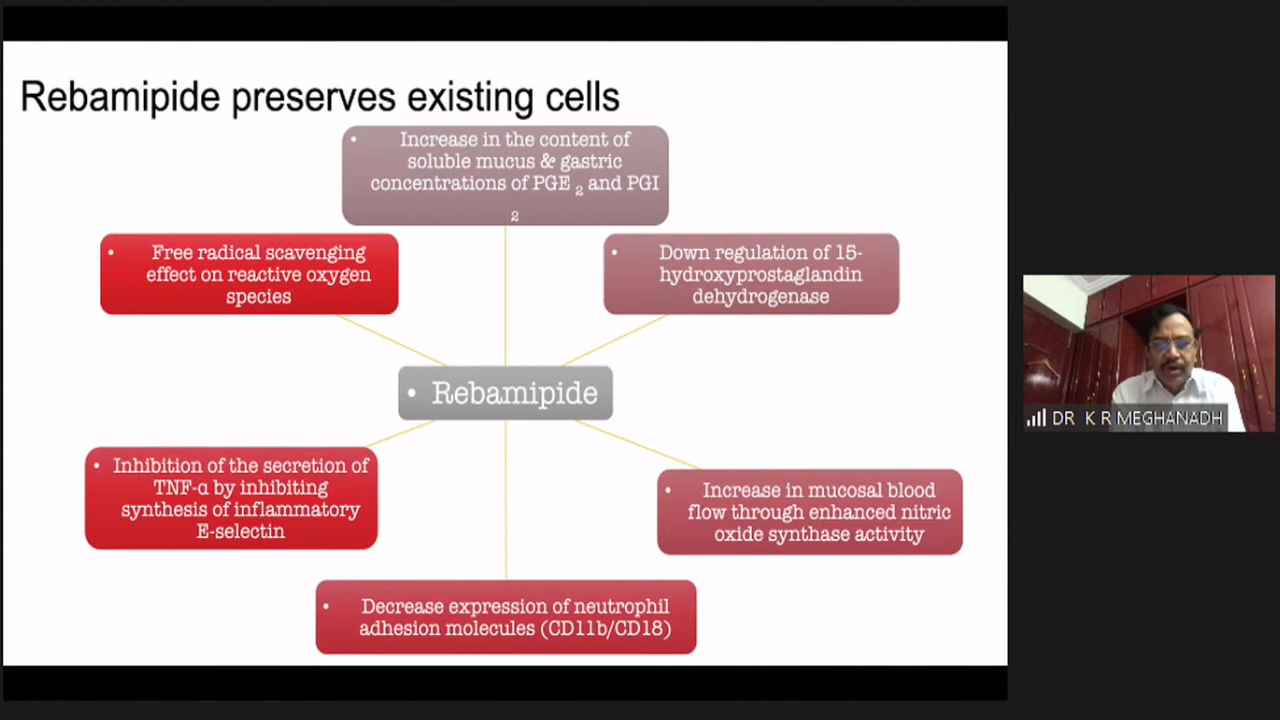 Rebamipide preserves existing cells
• Increase in the content of
soluble mucus & gastric
concentrations of PGE 2 and PGI
2
• Free radical scavenging
effect on reactive oxygen
species
• Down regulation of 15-
hydroxyprostaglandin
dehydrogenase
• Rebamipide
• Inhibition of the secretion of
TNF-α by inhibiting
synthesis of inflammatory
E-selectin
• Increase in mucosal blood
flow through enhanced nitric
oxide synthase activity
• Decrease expression of neutrophil
adhesion molecules (CD11b/CD18)
DR K R MEGHANADH